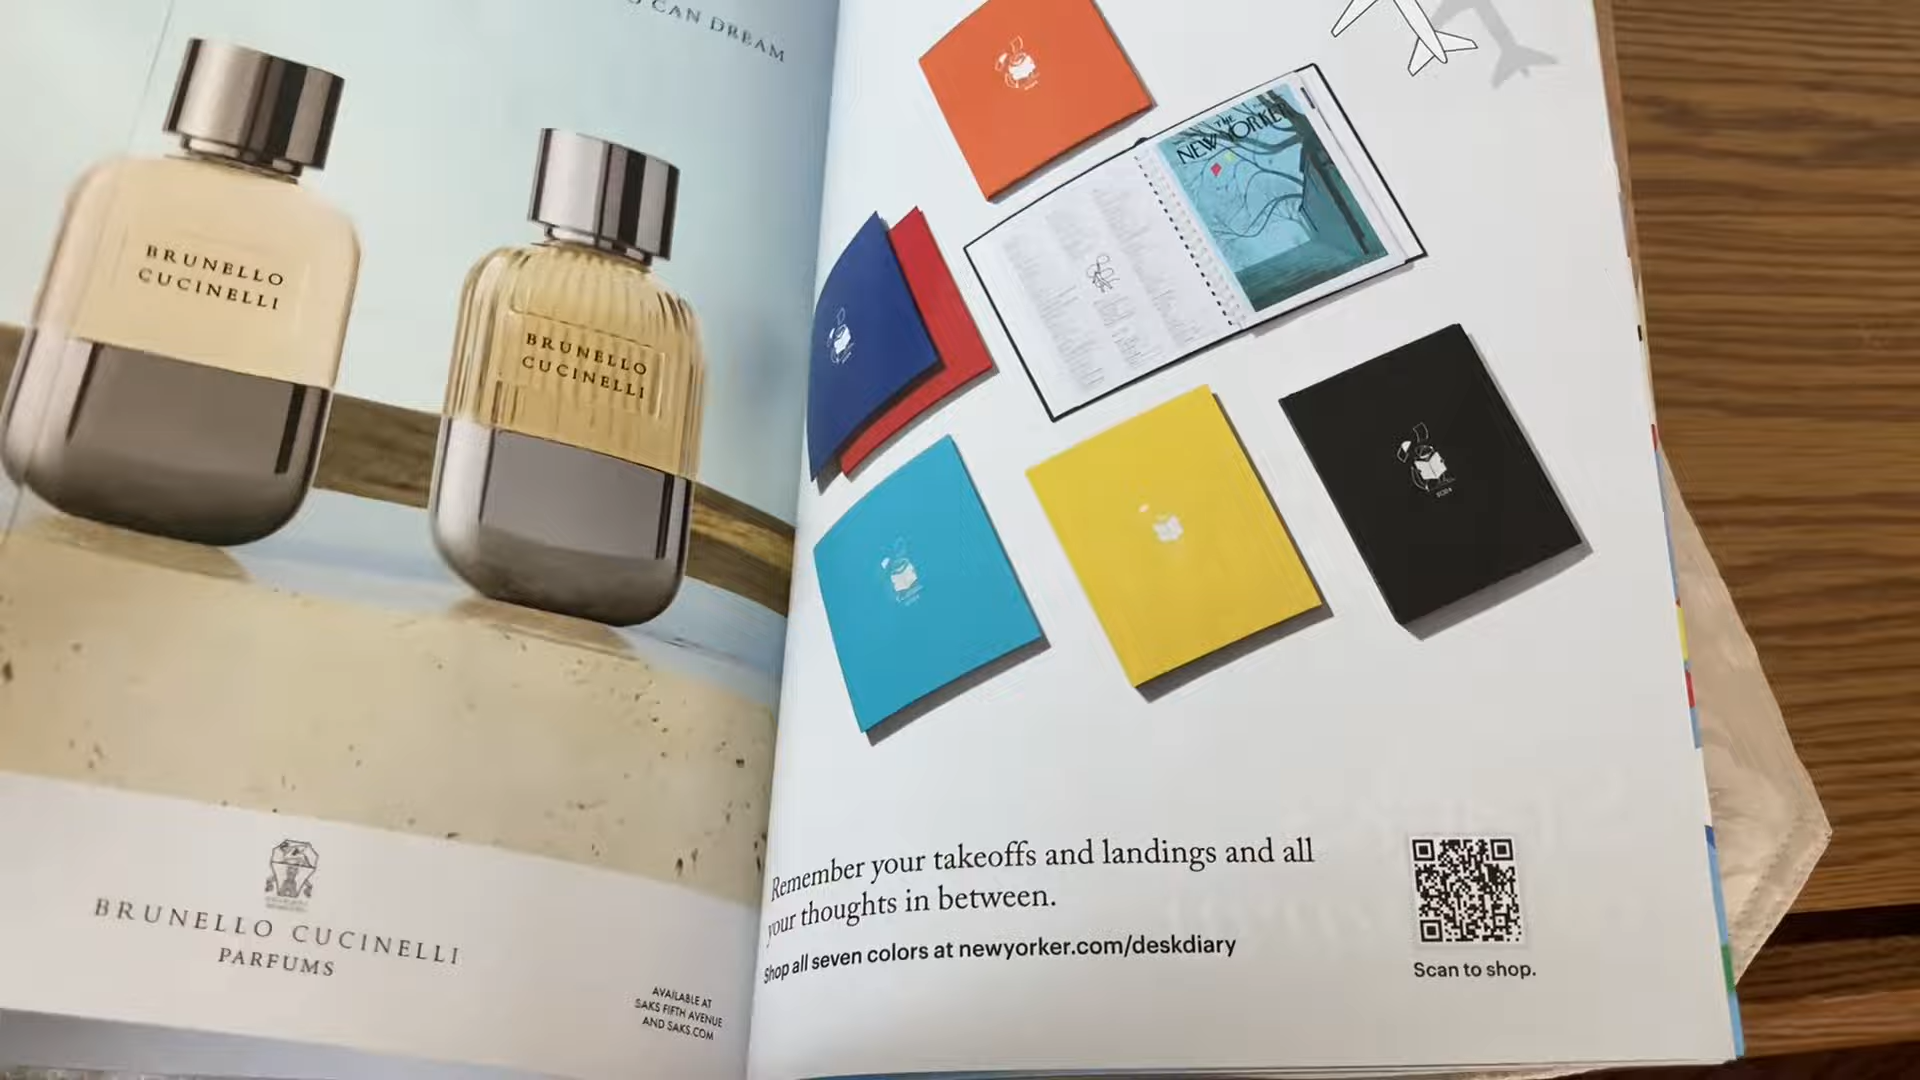 CAN DREAM
BRUNELLO
CUCINELLI
BRUNELLO
CUCINELLI
BRUNELLO CUCINELLI
PARFUMS
AVAILABLE AT
SAKS FIFTH AVENUE
AND SAKS.COM
THE
NEW YORKER
Remember your takeoffs and landings and all
your thoughts in between.
Shop all seven colors at newyorker.com/deskdiary
Scan to shop.